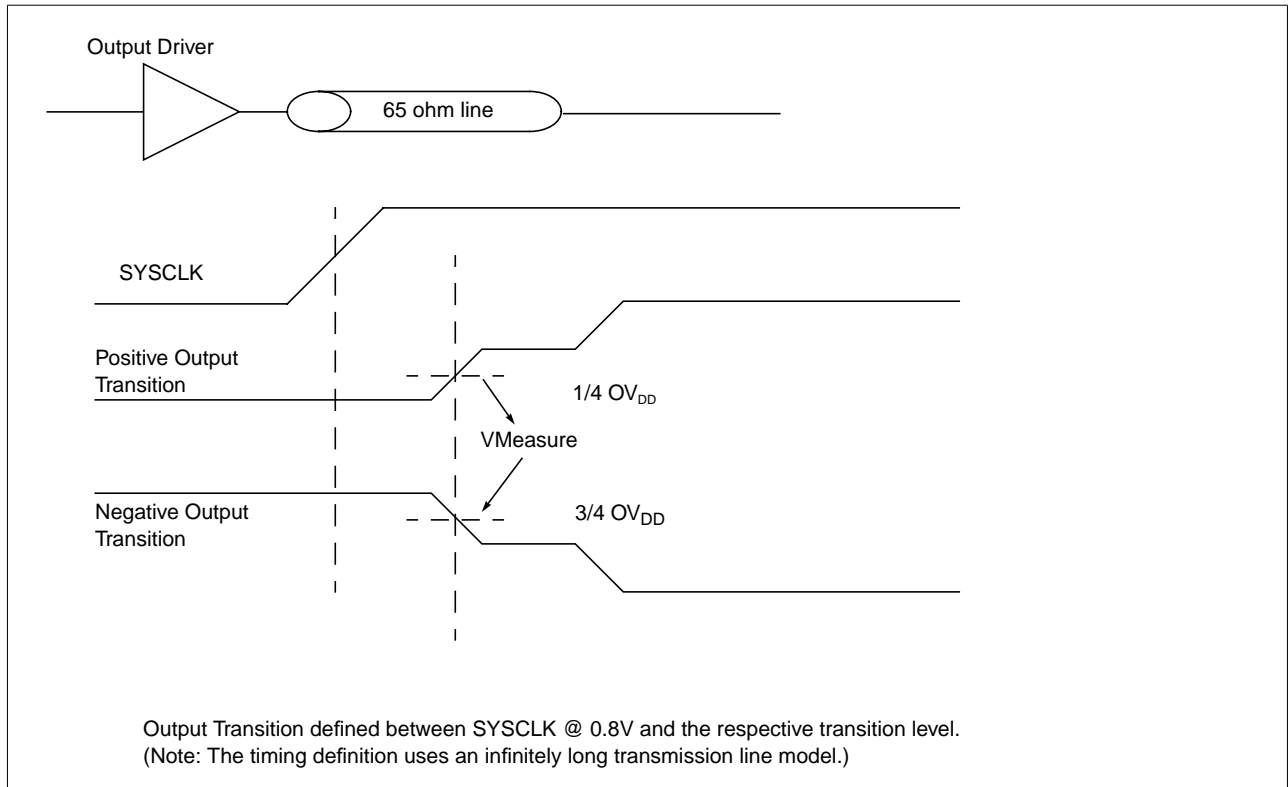 Output Driver
65 ohm line
SYSCLK
Positive Output
Transition
1/4 OVDD
VMeasure
Negative Output
Transition
3/4 OVDD
Output Transition defined between SYSCLK @ 0.8V and the respective transition level.
(Note: The timing definition uses an infinitely long transmission line model.)